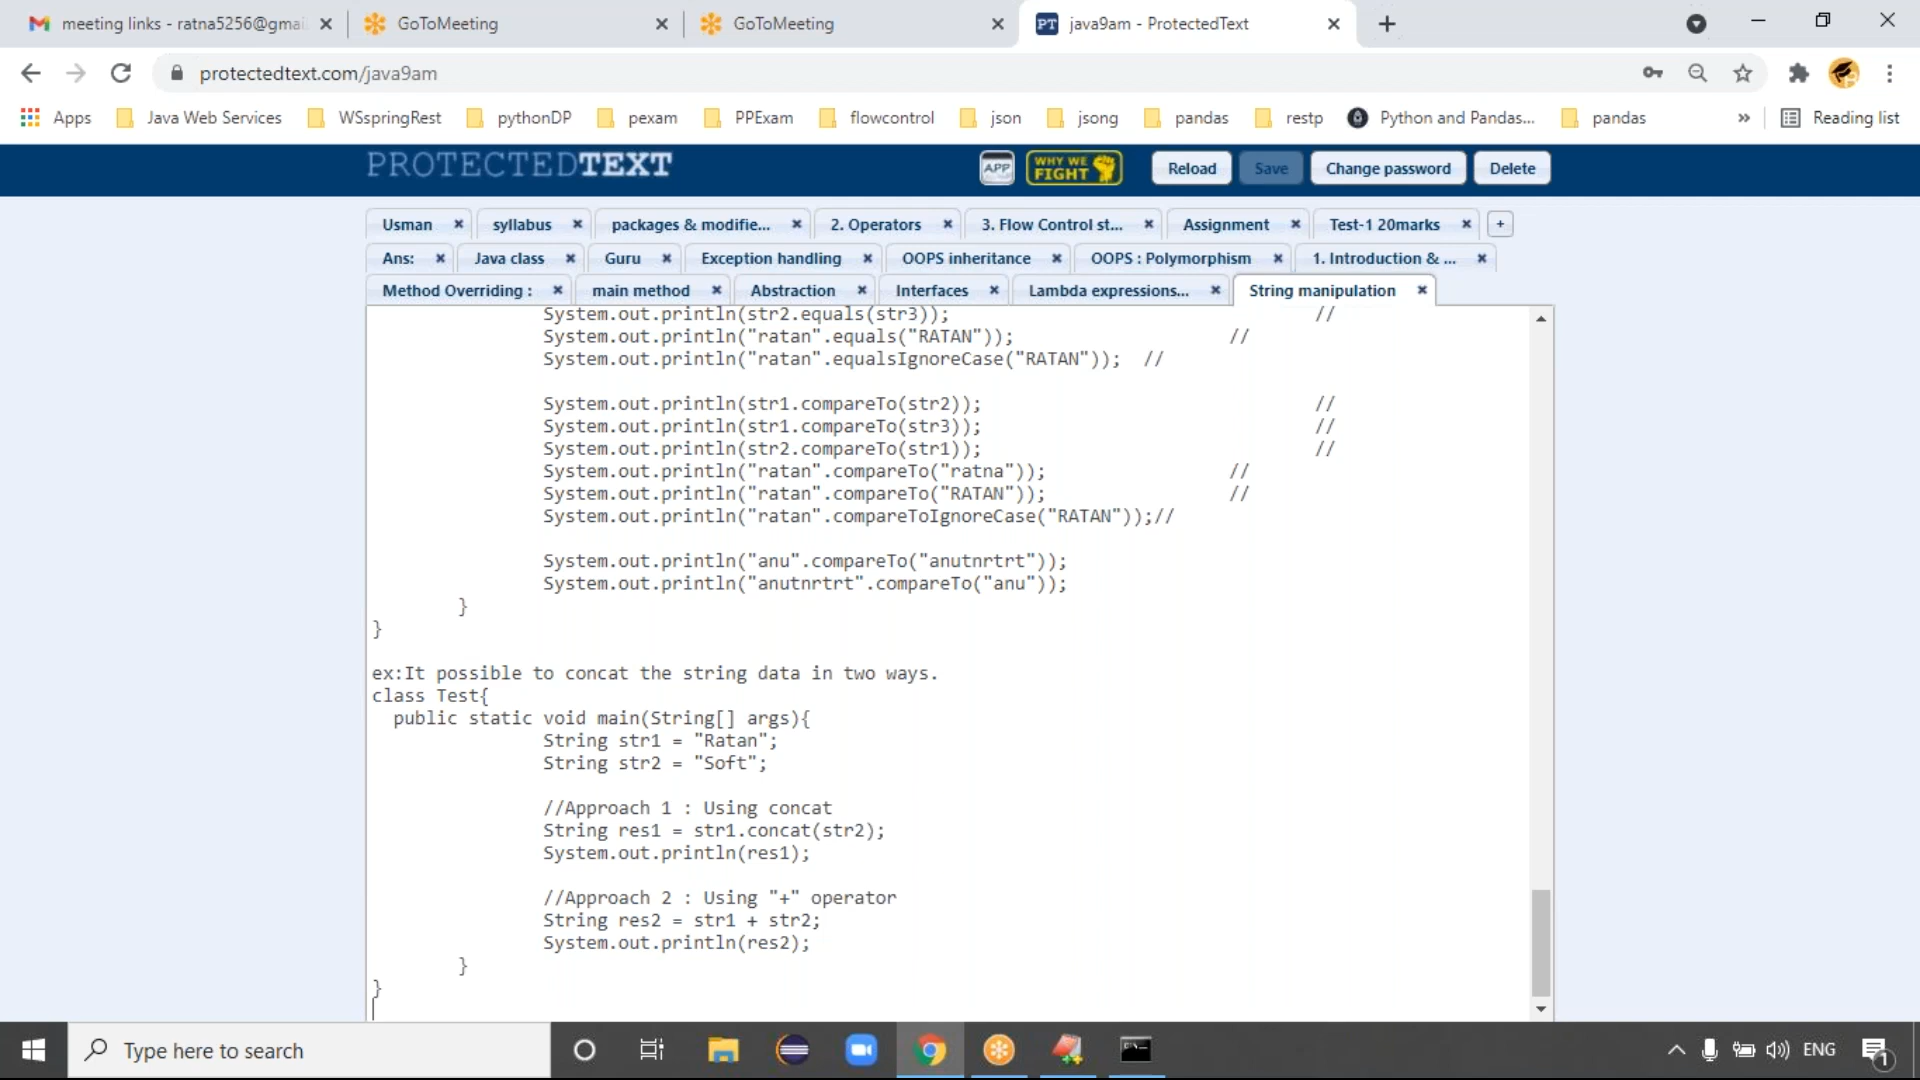 meeting links - ratna5256@gmai
GoToMeeting
GoToMeeting
PT java9am - ProtectedText
protectedtext.com/java9am
Apps Java Web Services WSspringRest pythonDP pexam PPExam flowcontrol json jsong pandas restp Python and Pandas... pandas » Reading list
PROTECTEDTEXT APP WHY WE FIGHT Reload Save Change password Delete
Usman syllabus packages & modifie... 2. Operators 3. Flow Control st... Assignment Test-1 20marks +
Ans: Java class Guru Exception handling OOPS inheritance OOPS : Polymorphism 1. Introduction & ...
Method Overriding : main method Abstraction Interfaces Lambda expressions... String manipulation
System.out.println(str2.equals(str3)); //
System.out.println("ratan".equals("RATAN")); //
System.out.println("ratan".equalsIgnoreCase("RATAN")); //
System.out.println(str1.compareTo(str2)); //
System.out.println(str1.compareTo(str3)); //
System.out.println(str2.compareTo(str1)); //
System.out.println("ratan".compareTo("ratna")); //
System.out.println("ratan".compareTo("RATAN")); //
System.out.println("ratan".compareToIgnoreCase("RATAN"));//
System.out.println("anu".compareTo("anutnrtrt"));
System.out.println("anutnrtrt".compareTo("anu"));
}
}
ex:It possible to concat the string data in two ways.
class Test{
public static void main(String[] args){
String str1 = "Ratan";
String str2 = "Soft";
//Approach 1 : Using concat
String res1 = str1.concat(str2);
System.out.println(res1);
//Approach 2 : Using "+" operator
String res2 = str1 + str2;
System.out.println(res2);
}
}
Type here to search
ENG
1